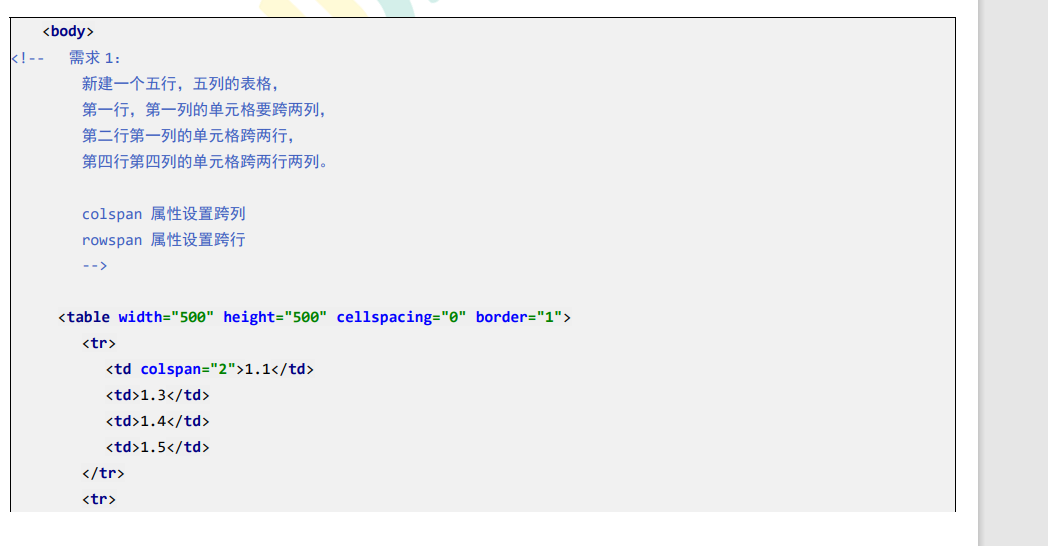 <body>
<!-- 需求 1：
新建一个五行，五列的表格，
第一行，第一列的单元格要跨两列，
第二行第一列的单元格跨两行，
第四行第四列的单元格跨两行两列。
colspan 属性设置跨列
rowspan 属性设置跨行
-->
<table width="500" height="500" cellspacing="0" border="1">
<tr>
<td colspan="2">1.1</td>
<td>1.3</td>
<td>1.4</td>
<td>1.5</td>
</tr>
<tr>